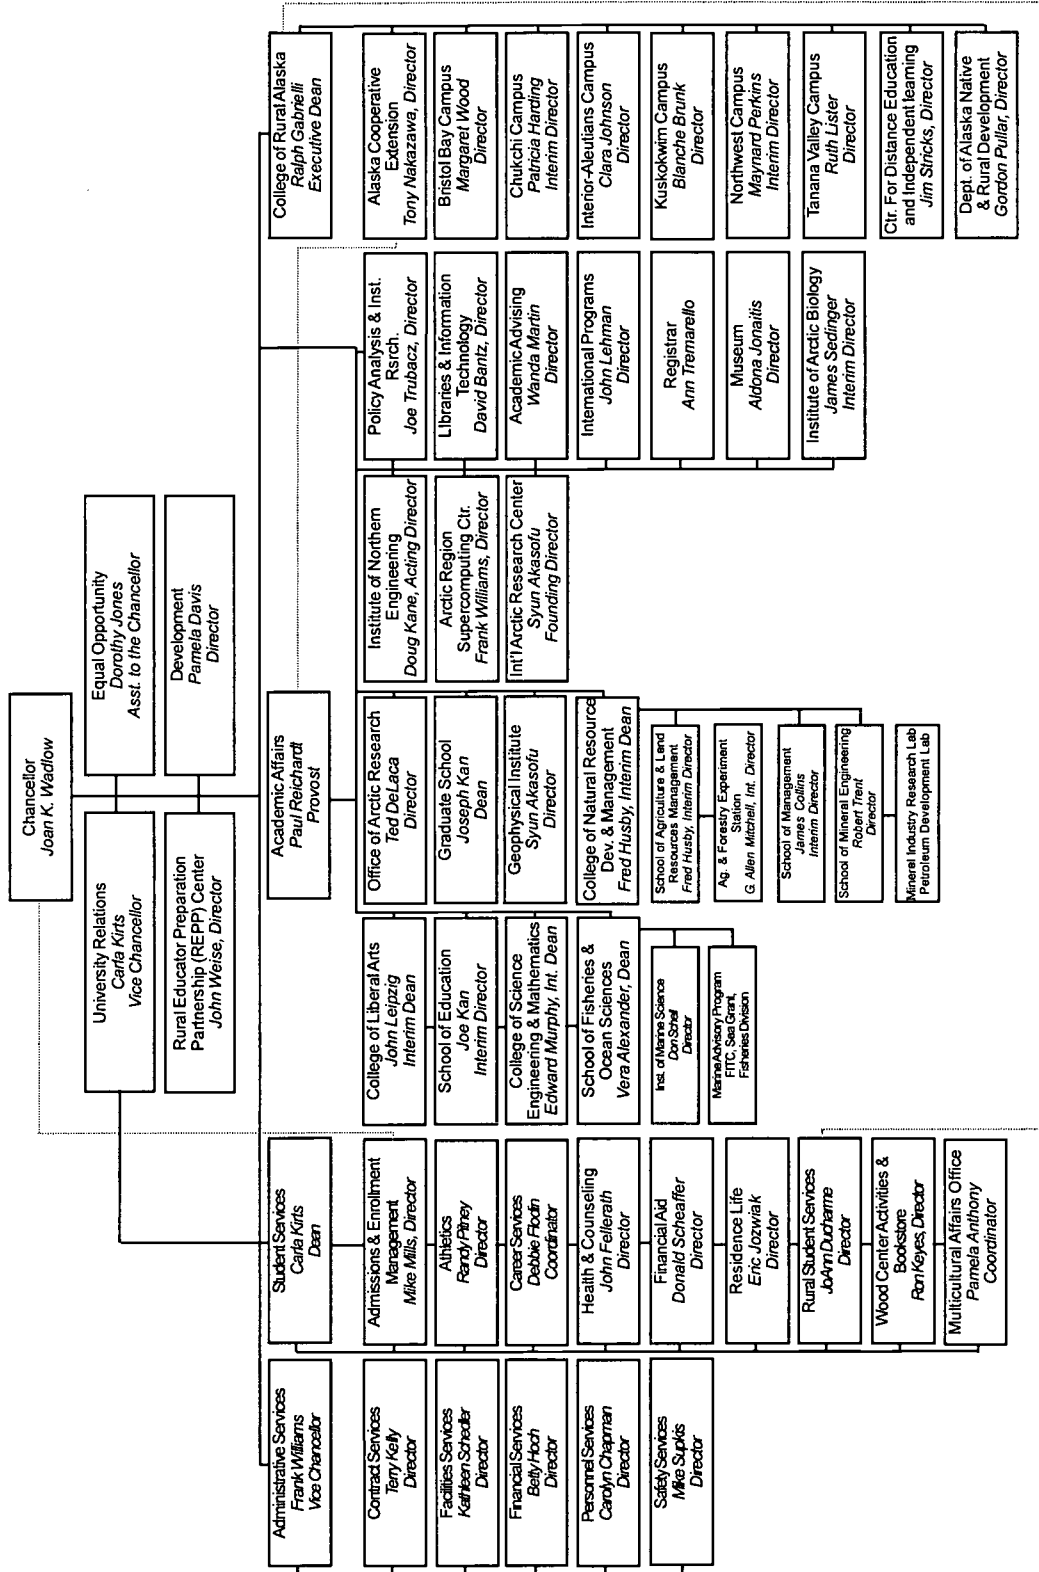 Chancellor
Joan K. Wadlow
University Relations
Carla Kirts
Vice Chancellor
Equal Opportunity
Dorothy Jones
Asst. to the Chancellor
Rural Educator Preparation
Partnership (REPP) Center
John Weise, Director
Development
Pamela Davis
Director
Administrative Services
Frank Williams
Vice Chancellor
Contract Services
Terry Kelly
Director
Facilities Services
Kathleen Schedler
Director
Financial Services
Betty Hoch
Director
Personnel Services
Carolyn Chapman
Director
Safety Services
Mike Supkis
Director
Student Services
Carla Kirts
Dean
Admissions & Enrollment
Management
Mike Mills, Director
Athletics
Randy Pitney
Director
Career Services
Debbie Flodin
Coordinator
Health & Counseling
John Fellerath
Director
Financial Aid
Donald Scheaffer
Director
Residence Life
Eric Jozwiak
Director
Rural Student Services
JoAnn Ducharme
Director
Wood Center Activities &
Bookstore
Ron Keyes, Director
Multicultural Affairs Office
Pamela Anthony
Coordinator
Academic Affairs
Paul Reichardt
Provost
College of Liberal Arts
John Leipzig
Interim Dean
School of Education
Joe Kan
Interim Director
College of Science
Engineering & Mathematics
Edward Murphy, Int. Dean
School of Fisheries &
Ocean Sciences
Vera Alexander, Dean
Inst. of Marine Science
Don Schell
Director
Marine Advisory Program
FITC, Sea Grant,
Fisheries Division
Office of Arctic Research
Ted DeLaca
Director
Graduate School
Joseph Kan
Dean
Geophysical Institute
Syun Akasofu
Director
College of Natural Resource
Dev. & Management
Fred Husby, Interim Dean
School of Agriculture & Land
Resources Management
Fred Husby, Interim Director
Ag. & Forestry Experiment
Station
G. Allen Mitchell, Int. Director
School of Management
James Collins
Interim Director
School of Mineral Engineering
Robert Trent
Director
Mineral Industry Research Lab
Petroleum Development Lab
Institute of Northern
Engineering
Doug Kane, Acting Director
Arctic Region
Supercomputing Ctr.
Frank Williams, Director
Int'l Arctic Research Center
Syun Akasofu
Founding Director
Policy Analysis & Inst.
Rsrch.
Joe Trubacz, Director
Libraries & Information
Technology
David Bantz, Director
Academic Advising
Wanda Martin
Director
International Programs
John Lehman
Director
Registrar
Ann Tremarello
Museum
Aldona Jonaitis
Director
Institute of Arctic Biology
James Sedinger
Interim Director
College of Rural Alaska
Ralph Gabrielli
Executive Dean
Alaska Cooperative
Extension
Tony Nakazawa, Director
Bristol Bay Campus
Margaret Wood
Director
Chukchi Campus
Patricia Harding
Interim Director
Interior-Aleutians Campus
Clara Johnson
Director
Kuskokwim Campus
Blanche Brunk
Director
Northwest Campus
Maynard Perkins
Interim Director
Tanana Valley Campus
Ruth Lister
Director
Ctr. For Distance Education
and Independent learning
Jim Stricks, Director
Dept. of Alaska Native
& Rural Development
Gordon Pullar, Director